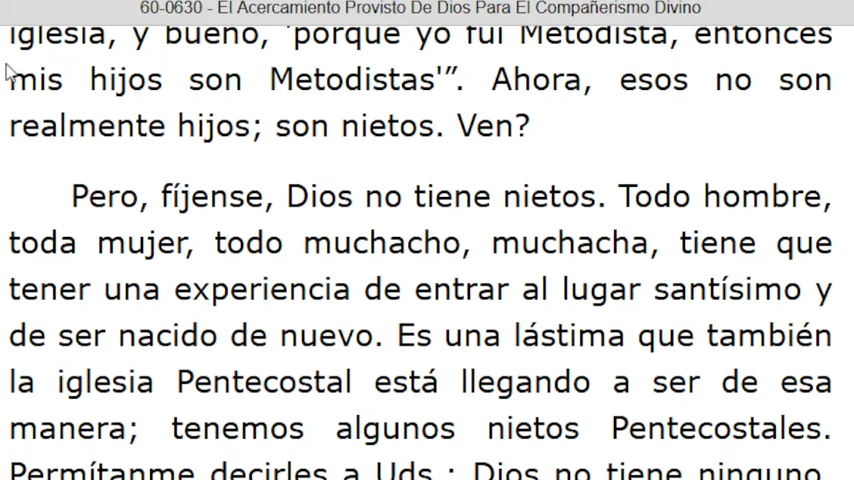 60-0630 - El Acercamiento Provisto De Dios Para El Compañerismo Divino
iglesia, y bueno, 'porque yo fui Metodista, entonces
mis hijos son Metodistas'”. Ahora, esos no son
realmente hijos; son nietos. Ven?
Pero, fíjense, Dios no tiene nietos. Todo hombre,
toda mujer, todo muchacho, muchacha, tiene que
tener una experiencia de entrar al lugar santísimo y
de ser nacido de nuevo. Es una lástima que también
la iglesia Pentecostal está llegando a ser de esa
manera; tenemos algunos nietos Pentecostales.
Permítanme decirles a Uds.: Dios no tiene ninguno.